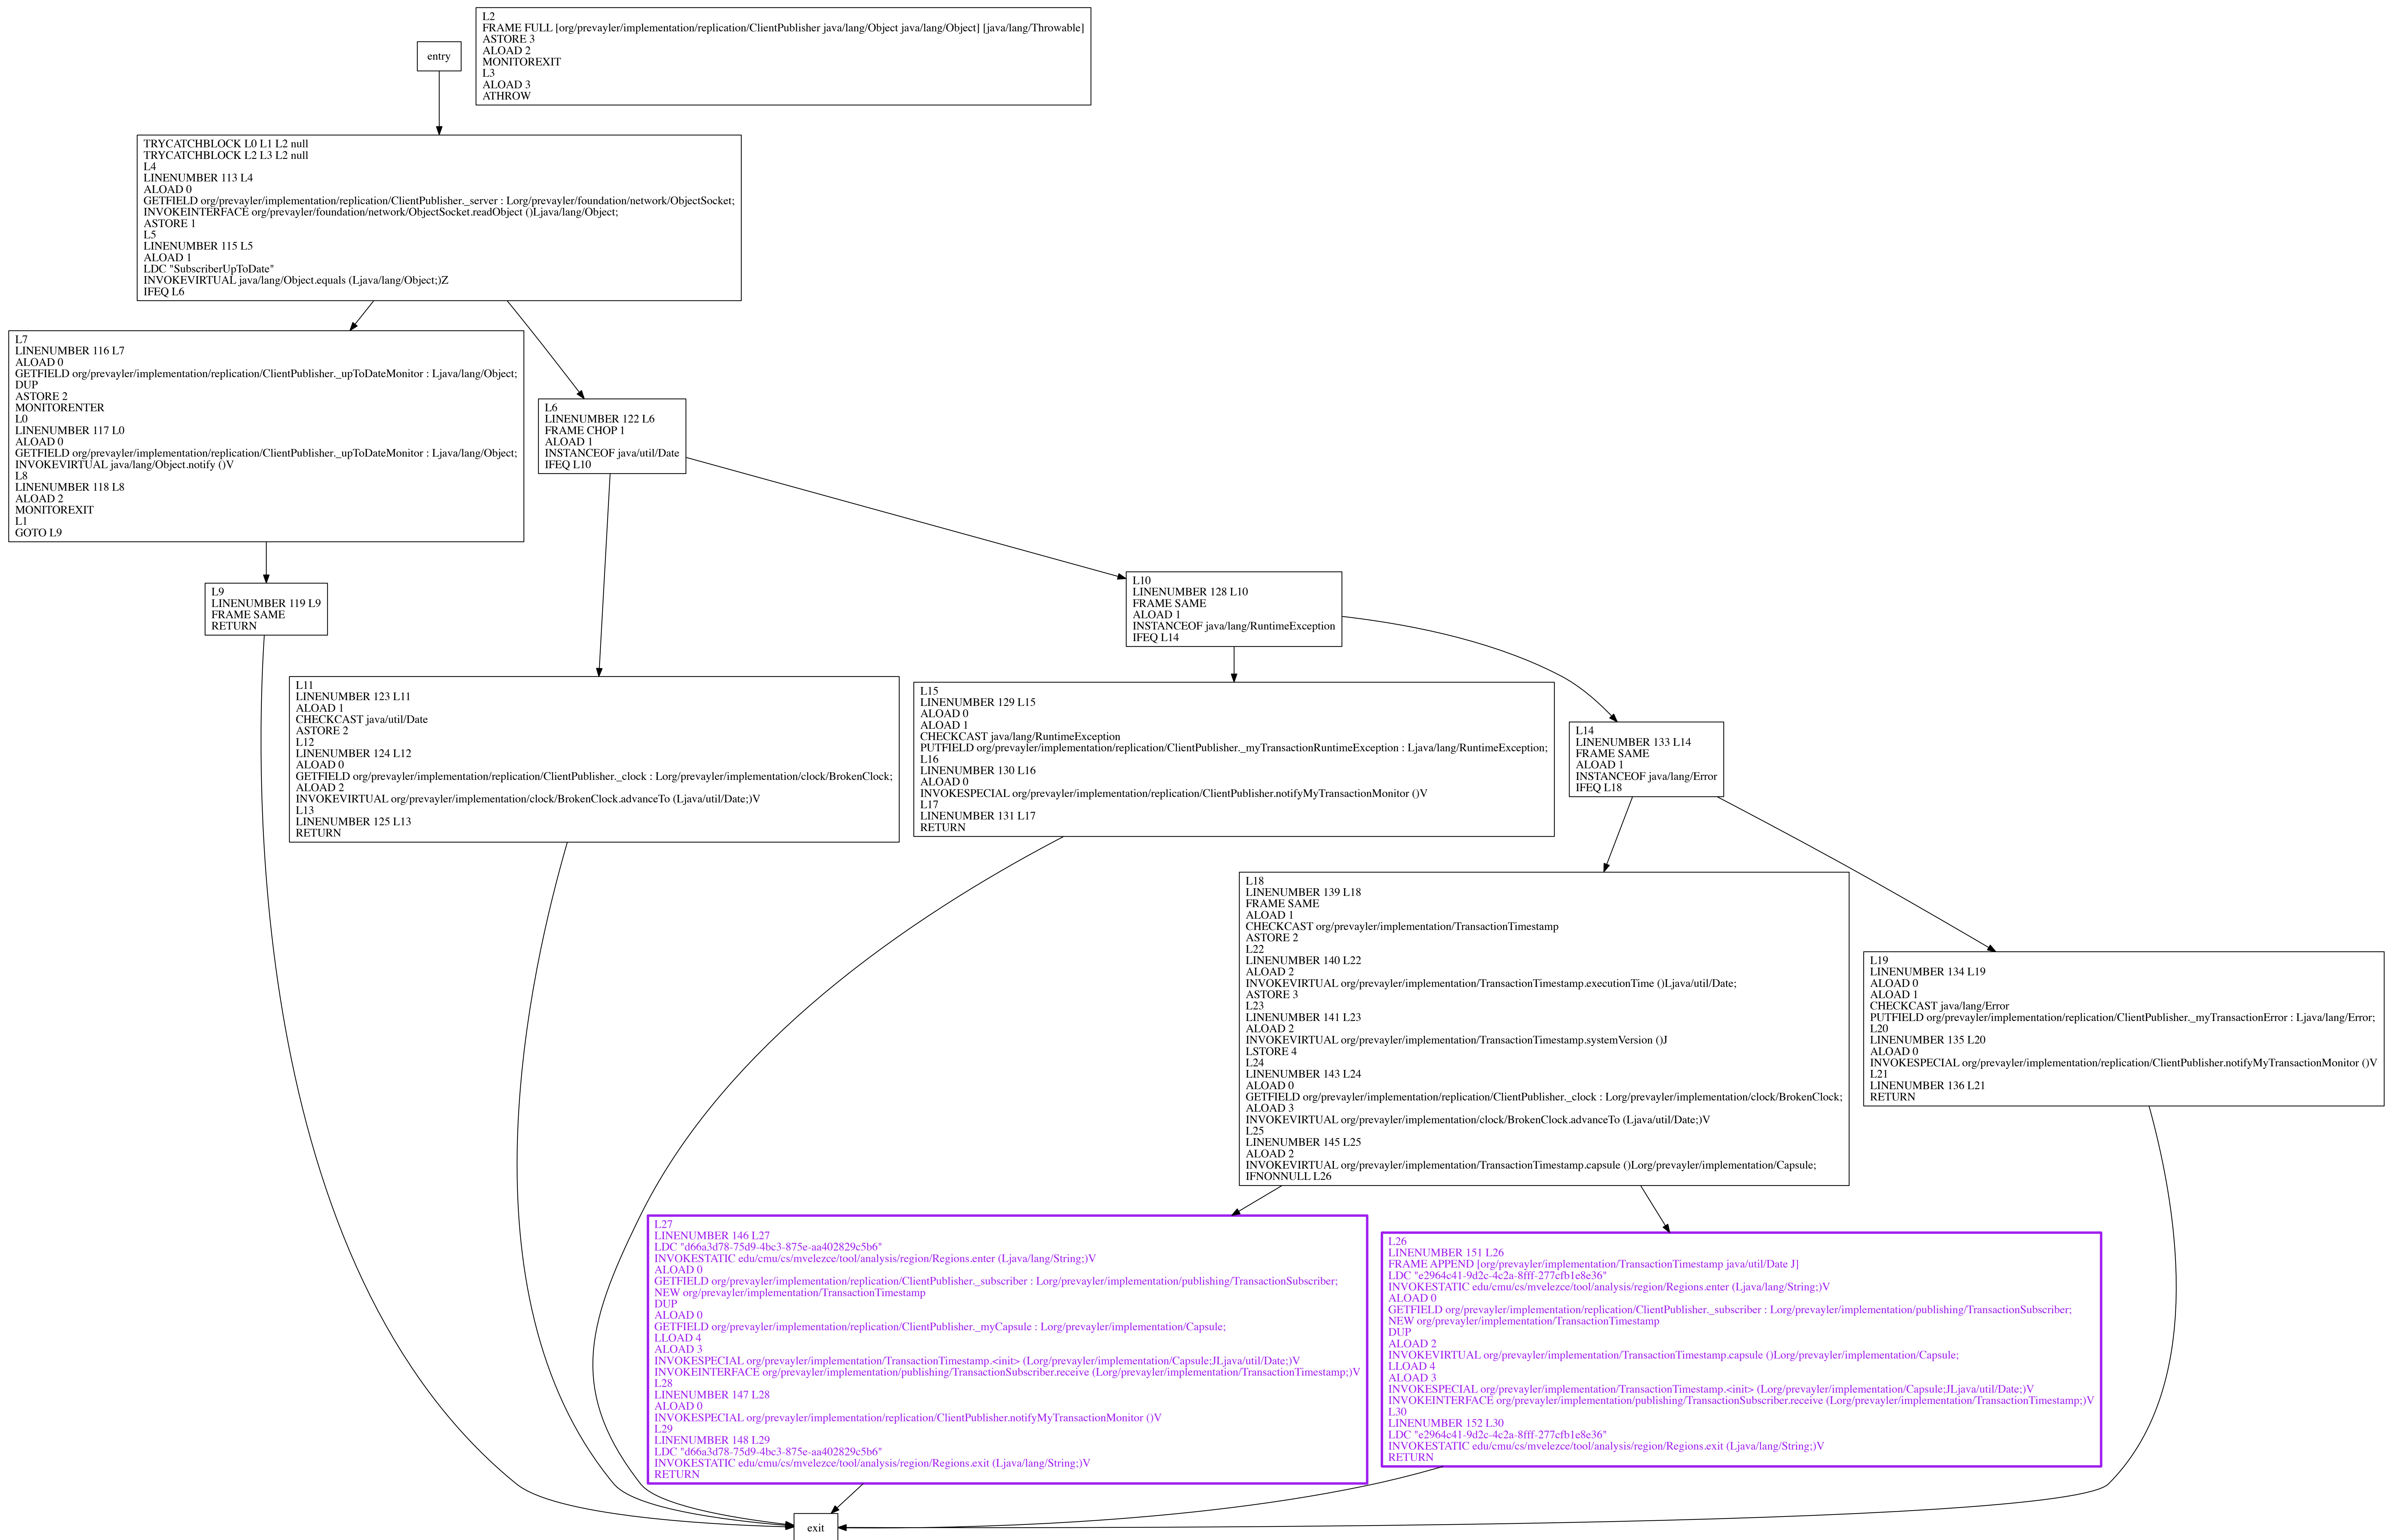 entry
L2
FRAME FULL [org/prevayler/implementation/replication/ClientPublisher java/lang/Object java/lang/Object] [java/lang/Throwable]
ASTORE 3
ALOAD 2
MONITOREXIT
L3
ALOAD 3
ATHROW
TRYCATCHBLOCK L0 L1 L2 null
TRYCATCHBLOCK L2 L3 L2 null
L4
LINENUMBER 113 L4
ALOAD 0
GETFIELD org/prevayler/implementation/replication/ClientPublisher._server : Lorg/prevayler/foundation/network/ObjectSocket;
INVOKEINTERFACE org/prevayler/foundation/network/ObjectSocket.readObject ()Ljava/lang/Object;
ASTORE 1
L5
LINENUMBER 115 L5
ALOAD 1
LDC "SubscriberUpToDate"
INVOKEVIRTUAL java/lang/Object.equals (Ljava/lang/Object;)Z
IFEQ L6
L7
LINENUMBER 116 L7
ALOAD 0
GETFIELD org/prevayler/implementation/replication/ClientPublisher._upToDateMonitor : Ljava/lang/Object;
DUP
ASTORE 2
MONITORENTER
L0
LINENUMBER 117 L0
ALOAD 0
GETFIELD org/prevayler/implementation/replication/ClientPublisher._upToDateMonitor : Ljava/lang/Object;
INVOKEVIRTUAL java/lang/Object.notify ()V
L8
LINENUMBER 118 L8
ALOAD 2
MONITOREXIT
L1
GOTO L9
L6
LINENUMBER 122 L6
FRAME CHOP 1
ALOAD 1
INSTANCEOF java/util/Date
IFEQ L10
L9
LINENUMBER 119 L9
FRAME SAME
RETURN
L10
LINENUMBER 128 L10
FRAME SAME
ALOAD 1
INSTANCEOF java/lang/RuntimeException
IFEQ L14
L11
LINENUMBER 123 L11
ALOAD 1
CHECKCAST java/util/Date
ASTORE 2
L12
LINENUMBER 124 L12
ALOAD 0
GETFIELD org/prevayler/implementation/replication/ClientPublisher._clock : Lorg/prevayler/implementation/clock/BrokenClock;
ALOAD 2
INVOKEVIRTUAL org/prevayler/implementation/clock/BrokenClock.advanceTo (Ljava/util/Date;)V
L13
LINENUMBER 125 L13
RETURN
L15
LINENUMBER 129 L15
ALOAD 0
ALOAD 1
CHECKCAST java/lang/RuntimeException
PUTFIELD org/prevayler/implementation/replication/ClientPublisher._myTransactionRuntimeException : Ljava/lang/RuntimeException;
L16
LINENUMBER 130 L16
ALOAD 0
INVOKESPECIAL org/prevayler/implementation/replication/ClientPublisher.notifyMyTransactionMonitor ()V
L17
LINENUMBER 131 L17
RETURN
L14
LINENUMBER 133 L14
FRAME SAME
ALOAD 1
INSTANCEOF java/lang/Error
IFEQ L18
L18
LINENUMBER 139 L18
FRAME SAME
ALOAD 1
CHECKCAST org/prevayler/implementation/TransactionTimestamp
ASTORE 2
L22
LINENUMBER 140 L22
ALOAD 2
INVOKEVIRTUAL org/prevayler/implementation/TransactionTimestamp.executionTime ()Ljava/util/Date;
ASTORE 3
L23
LINENUMBER 141 L23
ALOAD 2
INVOKEVIRTUAL org/prevayler/implementation/TransactionTimestamp.systemVersion ()J
LSTORE 4
L24
LINENUMBER 143 L24
ALOAD 0
GETFIELD org/prevayler/implementation/replication/ClientPublisher._clock : Lorg/prevayler/implementation/clock/BrokenClock;
ALOAD 3
INVOKEVIRTUAL org/prevayler/implementation/clock/BrokenClock.advanceTo (Ljava/util/Date;)V
L25
LINENUMBER 145 L25
ALOAD 2
INVOKEVIRTUAL org/prevayler/implementation/TransactionTimestamp.capsule ()Lorg/prevayler/implementation/Capsule;
IFNONNULL L26
L19
LINENUMBER 134 L19
ALOAD 0
ALOAD 1
CHECKCAST java/lang/Error
PUTFIELD org/prevayler/implementation/replication/ClientPublisher._myTransactionError : Ljava/lang/Error;
L20
LINENUMBER 135 L20
ALOAD 0
INVOKESPECIAL org/prevayler/implementation/replication/ClientPublisher.notifyMyTransactionMonitor ()V
L21
LINENUMBER 136 L21
RETURN
L27
LINENUMBER 146 L27
LDC "d66a3d78-75d9-4bc3-875e-aa402829c5b6"
INVOKESTATIC edu/cmu/cs/mvelezce/tool/analysis/region/Regions.enter (Ljava/lang/String;)V
ALOAD 0
GETFIELD org/prevayler/implementation/replication/ClientPublisher._subscriber : Lorg/prevayler/implementation/publishing/TransactionSubscriber;
NEW org/prevayler/implementation/TransactionTimestamp
DUP
ALOAD 0
GETFIELD org/prevayler/implementation/replication/ClientPublisher._myCapsule : Lorg/prevayler/implementation/Capsule;
LLOAD 4
ALOAD 3
INVOKESPECIAL org/prevayler/implementation/TransactionTimestamp.&lt;init&gt; (Lorg/prevayler/implementation/Capsule;JLjava/util/Date;)V
INVOKEINTERFACE org/prevayler/implementation/publishing/TransactionSubscriber.receive (Lorg/prevayler/implementation/TransactionTimestamp;)V
L28
LINENUMBER 147 L28
ALOAD 0
INVOKESPECIAL org/prevayler/implementation/replication/ClientPublisher.notifyMyTransactionMonitor ()V
L29
LINENUMBER 148 L29
LDC "d66a3d78-75d9-4bc3-875e-aa402829c5b6"
INVOKESTATIC edu/cmu/cs/mvelezce/tool/analysis/region/Regions.exit (Ljava/lang/String;)V
RETURN
L26
LINENUMBER 151 L26
FRAME APPEND [org/prevayler/implementation/TransactionTimestamp java/util/Date J]
LDC "e2964c41-9d2c-4c2a-8fff-277cfb1e8e36"
INVOKESTATIC edu/cmu/cs/mvelezce/tool/analysis/region/Regions.enter (Ljava/lang/String;)V
ALOAD 0
GETFIELD org/prevayler/implementation/replication/ClientPublisher._subscriber : Lorg/prevayler/implementation/publishing/TransactionSubscriber;
NEW org/prevayler/implementation/TransactionTimestamp
DUP
ALOAD 2
INVOKEVIRTUAL org/prevayler/implementation/TransactionTimestamp.capsule ()Lorg/prevayler/implementation/Capsule;
LLOAD 4
ALOAD 3
INVOKESPECIAL org/prevayler/implementation/TransactionTimestamp.&lt;init&gt; (Lorg/prevayler/implementation/Capsule;JLjava/util/Date;)V
INVOKEINTERFACE org/prevayler/implementation/publishing/TransactionSubscriber.receive (Lorg/prevayler/implementation/TransactionTimestamp;)V
L30
LINENUMBER 152 L30
LDC "e2964c41-9d2c-4c2a-8fff-277cfb1e8e36"
INVOKESTATIC edu/cmu/cs/mvelezce/tool/analysis/region/Regions.exit (Ljava/lang/String;)V
RETURN
exit